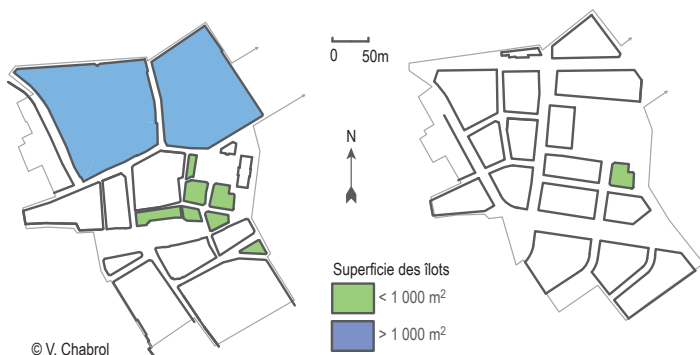 0 50m
N
Superficie des îlots
< 1 000 m²
> 1 000 m²
© V. Chabrol